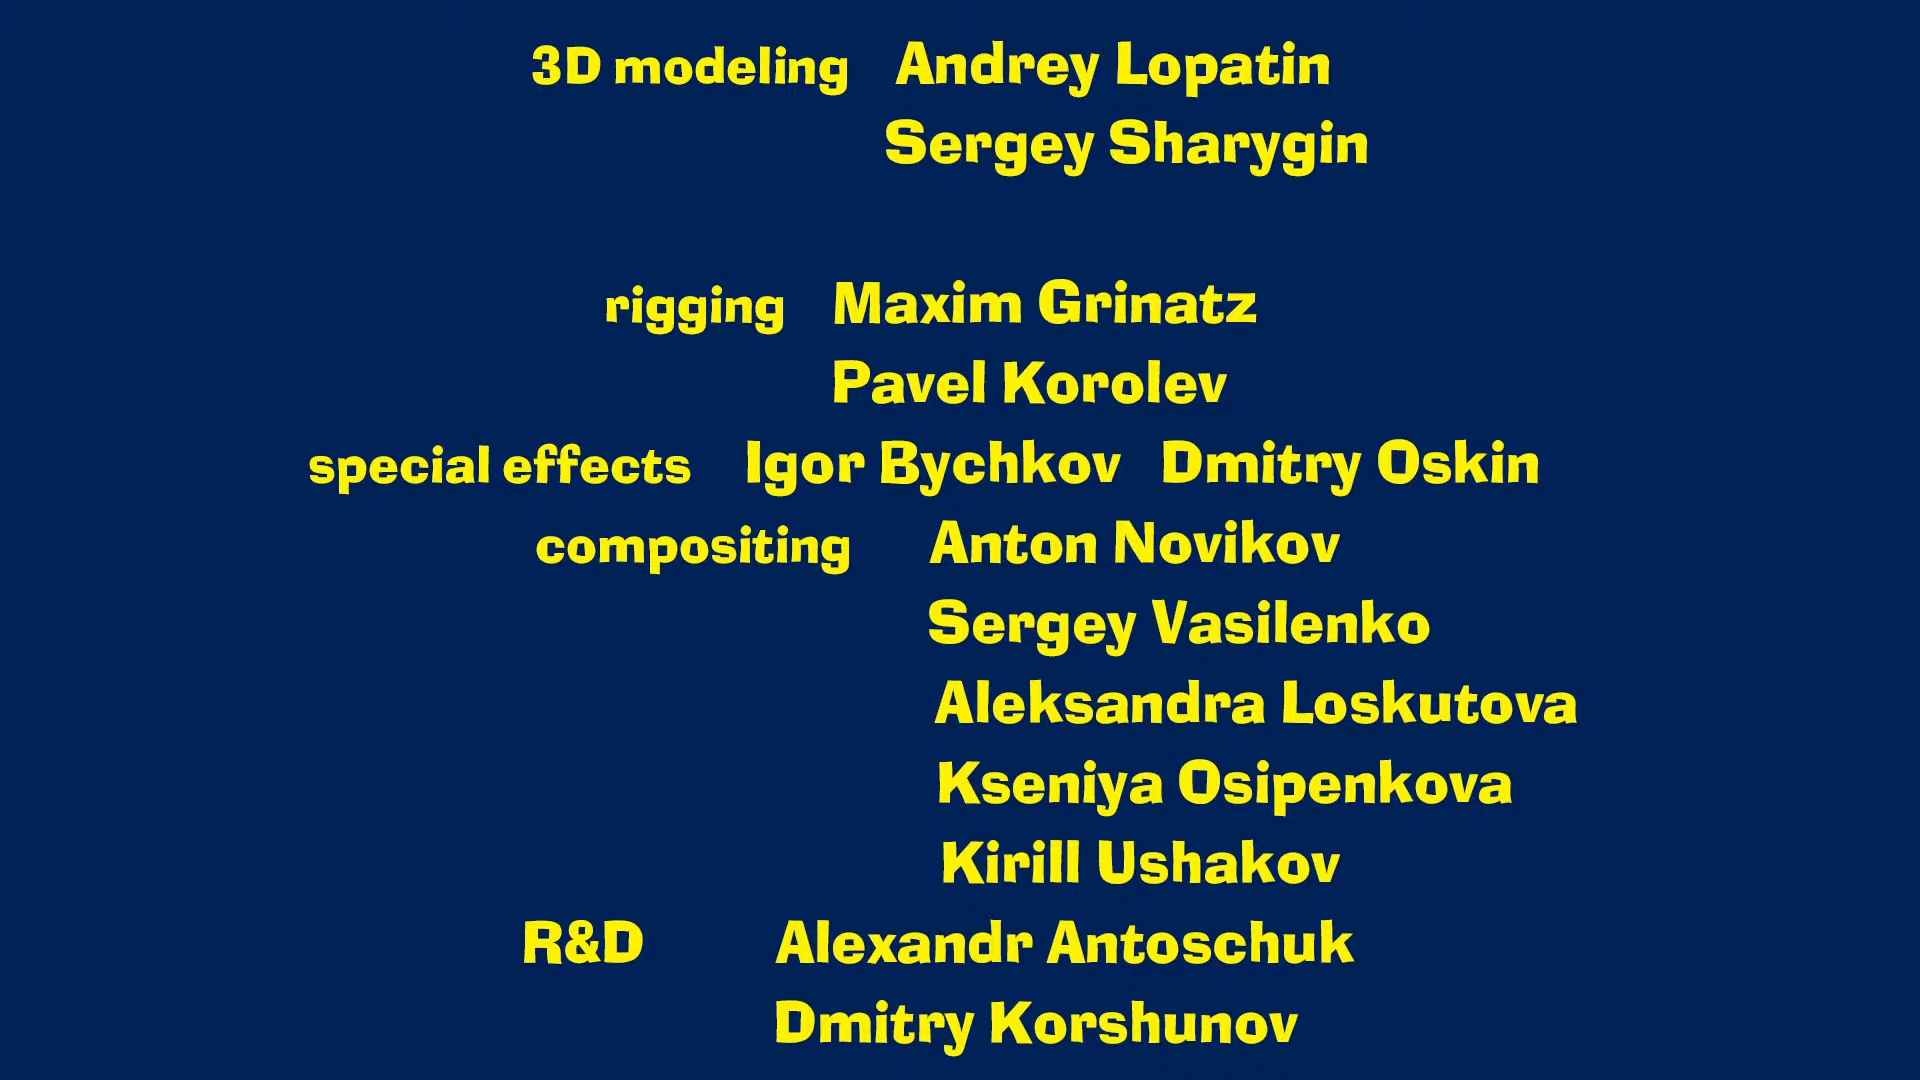 3D modeling Andrey Lopatin
Sergey Sharygin
rigging Maxim Grinatz
Pavel Korolev
special effects Igor Bychkov Dmitry Oskin
compositing Anton Novikov
Sergey Vasilenko
Aleksandra Loskutova
Kseniya Osipenkova
Kirill Ushakov
R&D Alexandr Antoschuk
Dmitry Korshunov